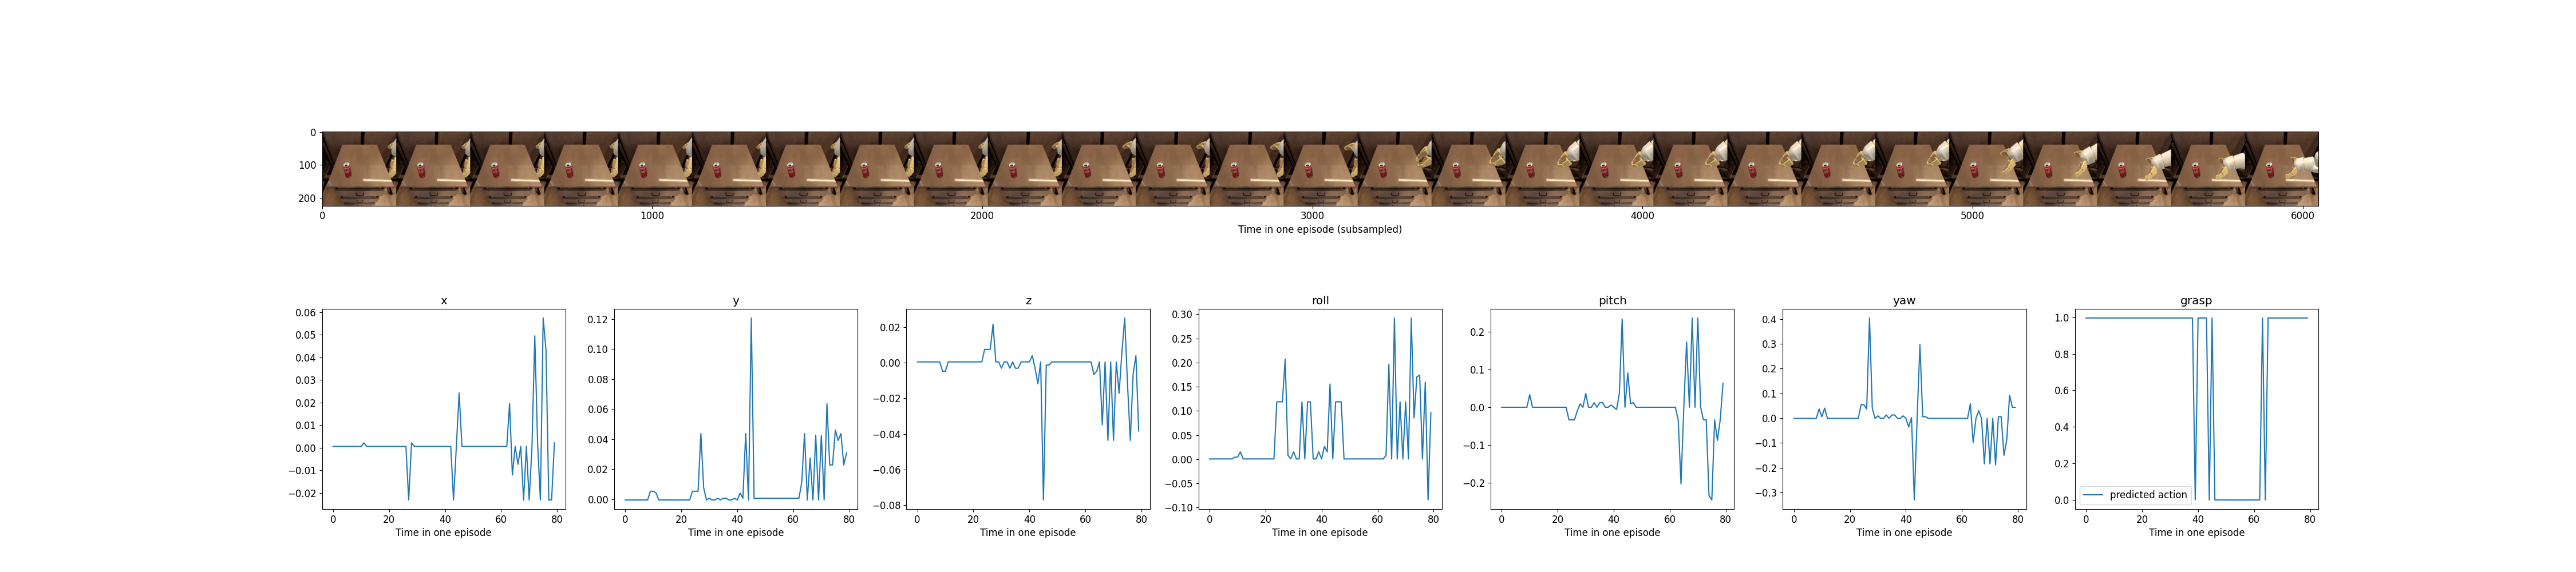 0
100
200
0 1000 2000 3000 4000 5000 6000
Time in one episode (subsampled)
x
0.06
0.05
0.04
0.03
0.02
0.01
0.00
−0.01
−0.02
0 20 40 60 80
Time in one episode
y
0.12
0.10
0.08
0.06
0.04
0.02
0.00
0 20 40 60 80
Time in one episode
z
0.02
0.00
−0.02
−0.04
−0.06
−0.08
0 20 40 60 80
Time in one episode
roll
0.30
0.25
0.20
0.15
0.10
0.05
0.00
−0.05
−0.10
0 20 40 60 80
Time in one episode
pitch
0.2
0.1
0.0
−0.1
−0.2
0 20 40 60 80
Time in one episode
yaw
0.4
0.3
0.2
0.1
0.0
−0.1
−0.2
−0.3
0 20 40 60 80
Time in one episode
grasp
1.0
0.8
0.6
0.4
0.2
0.0
predicted action
0 20 40 60 80
Time in one episode